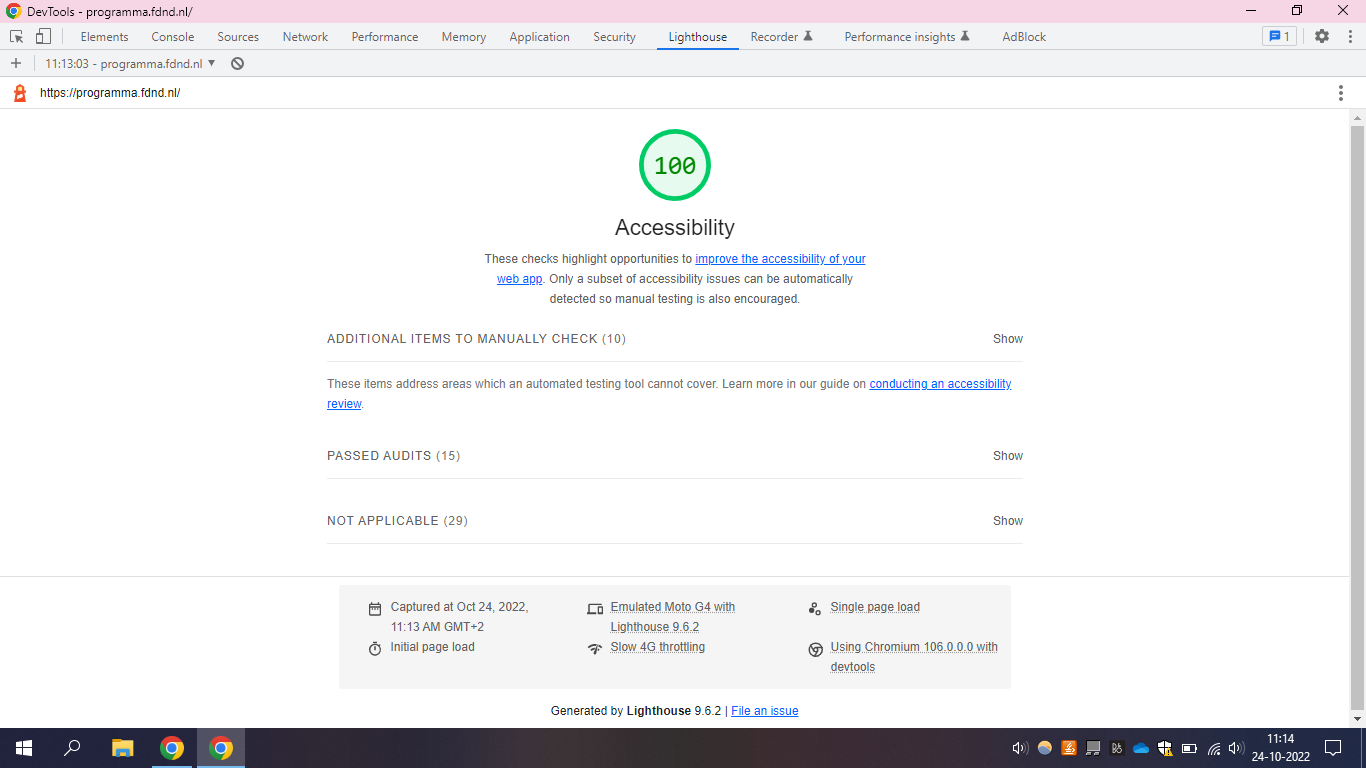 DevTools - programma.fdnd.nl/
Elements Console Sources Network Performance Memory Application Security Lighthouse Recorder Performance insights AdBlock 1
11:13:03 - programma.fdnd.nl
https://programma.fdnd.nl/
100
Accessibility
These checks highlight opportunities to improve the accessibility of your
web app. Only a subset of accessibility issues can be automatically
detected so manual testing is also encouraged.
ADDITIONAL ITEMS TO MANUALLY CHECK (10) Show
These items address areas which an automated testing tool cannot cover. Learn more in our guide on conducting an accessibility
review.
PASSED AUDITS (15) Show
NOT APPLICABLE (29) Show
Captured at Oct 24, 2022,
11:13 AM GMT+2
Initial page load
Emulated Moto G4 with
Lighthouse 9.6.2
Slow 4G throttling
Single page load
Using Chromium 106.0.0.0 with
devtools
Generated by Lighthouse 9.6.2 | File an issue
11:14
24-10-2022